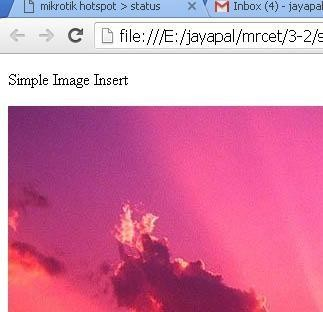 mikrotik hotspot > status
Inbox (4) - jayapal
file:///E:/jayapal/mrcet/3-2/s
Simple Image Insert